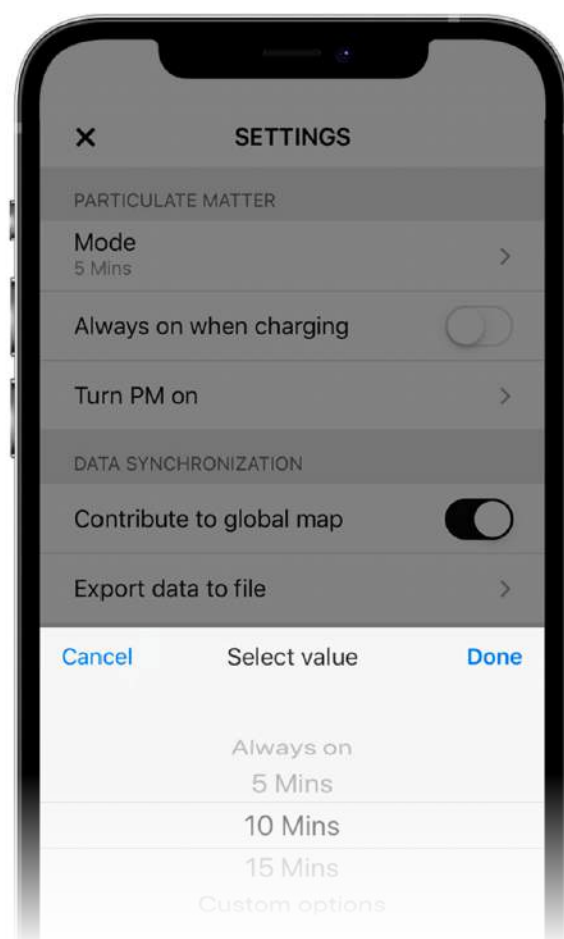 SETTINGS
PARTICULATE MATTER
Mode
5 Mins
Always on when charging
Turn PM on
DATA SYNCHRONIZATION
Contribute to global map
Export data to file
Cancel Select value Done
Always on
5 Mins
10 Mins
15 Mins
Custom options